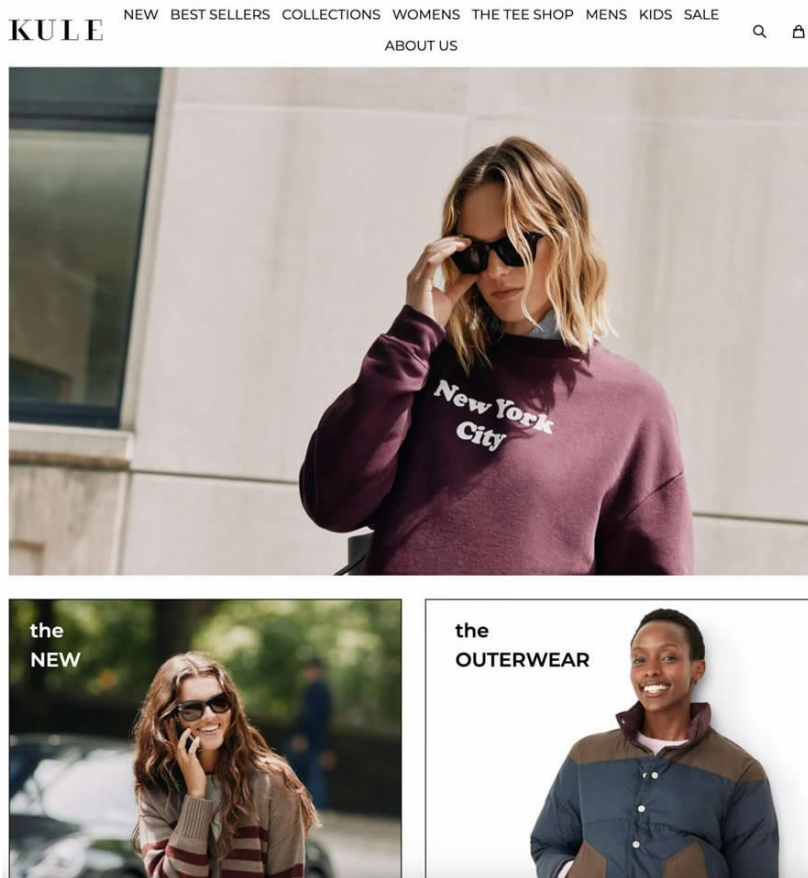 KULE
NEW BEST SELLERS COLLECTIONS WOMENS THE TEE SHOP MENS KIDS SALE
ABOUT US
New York
City
the
NEW
the
OUTERWEAR